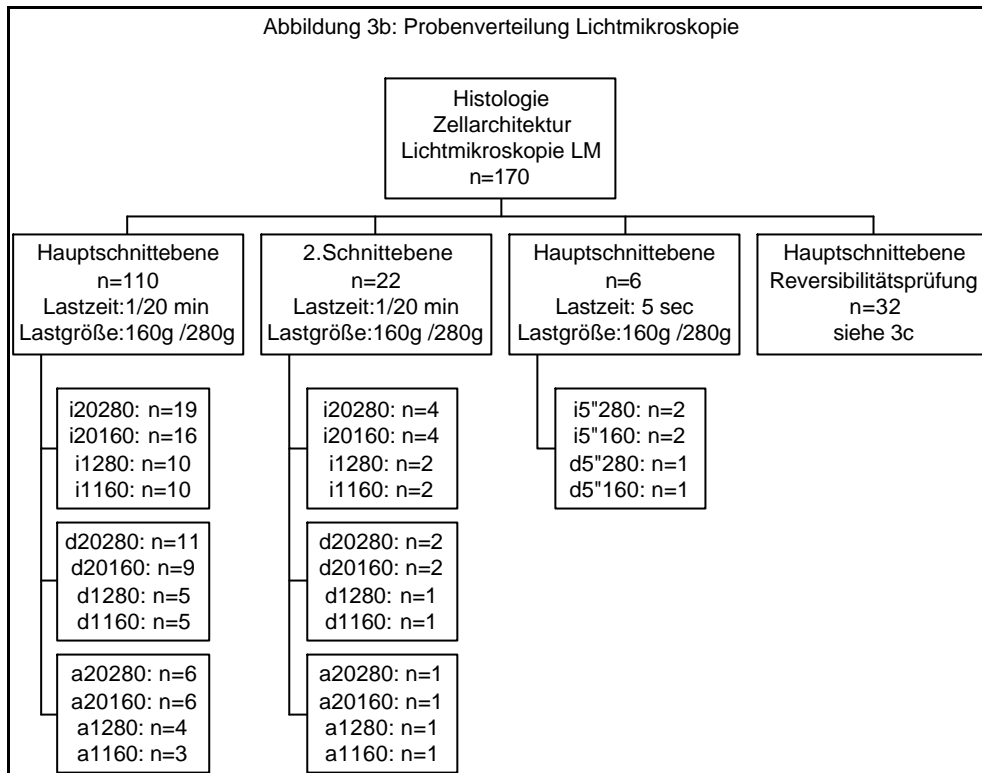 Abbildung 3b: Probenverteilung Lichtmikroskopie
Histologie
Zellarchitektur
Lichtmikroskopie LM
n=170
Hauptschnittebene
n=110
Lastzeit:1/20 min
Lastgröße:160g /280g
2.Schnittebene
n=22
Lastzeit:1/20 min
Lastgröße:160g /280g
Hauptschnittebene
n=6
Lastzeit: 5 sec
Lastgröße:160g /280g
Hauptschnittebene
Reversibilitätsprüfung
n=32
siehe 3c
i20280: n=19
i20160: n=16
i1280: n=10
i1160: n=10
d20280: n=11
d20160: n=9
d1280: n=5
d1160: n=5
a20280: n=6
a20160: n=6
a1280: n=4
a1160: n=3
i20280: n=4
i20160: n=4
i1280: n=2
i1160: n=2
d20280: n=2
d20160: n=2
d1280: n=1
d1160: n=1
a20280: n=1
a20160: n=1
a1280: n=1
a1160: n=1
i5"280: n=2
i5"160: n=2
d5"280: n=1
d5"160: n=1